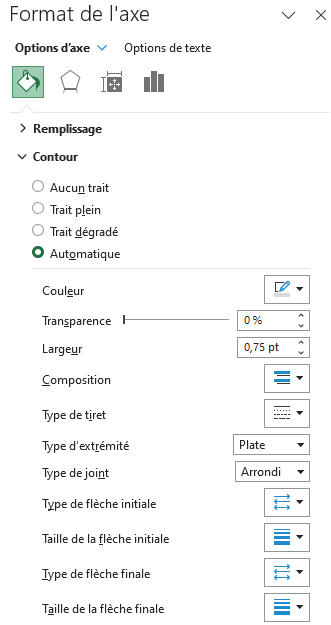 Format de l'axe
Options d'axe Options de texte
Remplissage
Contour
Aucun trait
Trait plein
Trait dégradé
Automatique
Couleur
Transparence 0 %
Largeur 0,75 pt
Composition
Type de tiret
Type d'extrémité Plate
Type de joint Arrondi
Type de flèche initiale
Taille de la flèche initiale
Type de flèche finale
Taille de la flèche finale